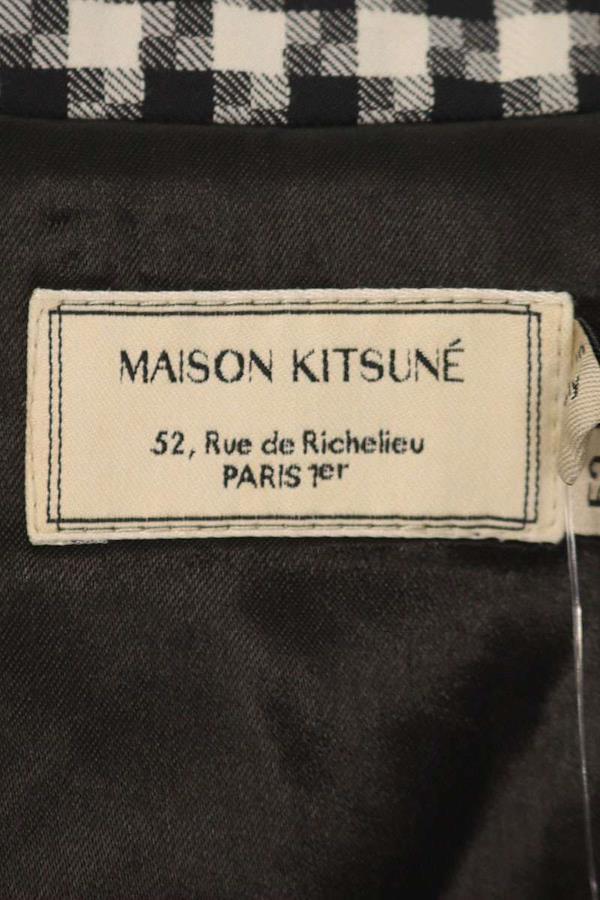 MAISON KITSUNÉ
52, Rue de Richelieu
PARIS 1er